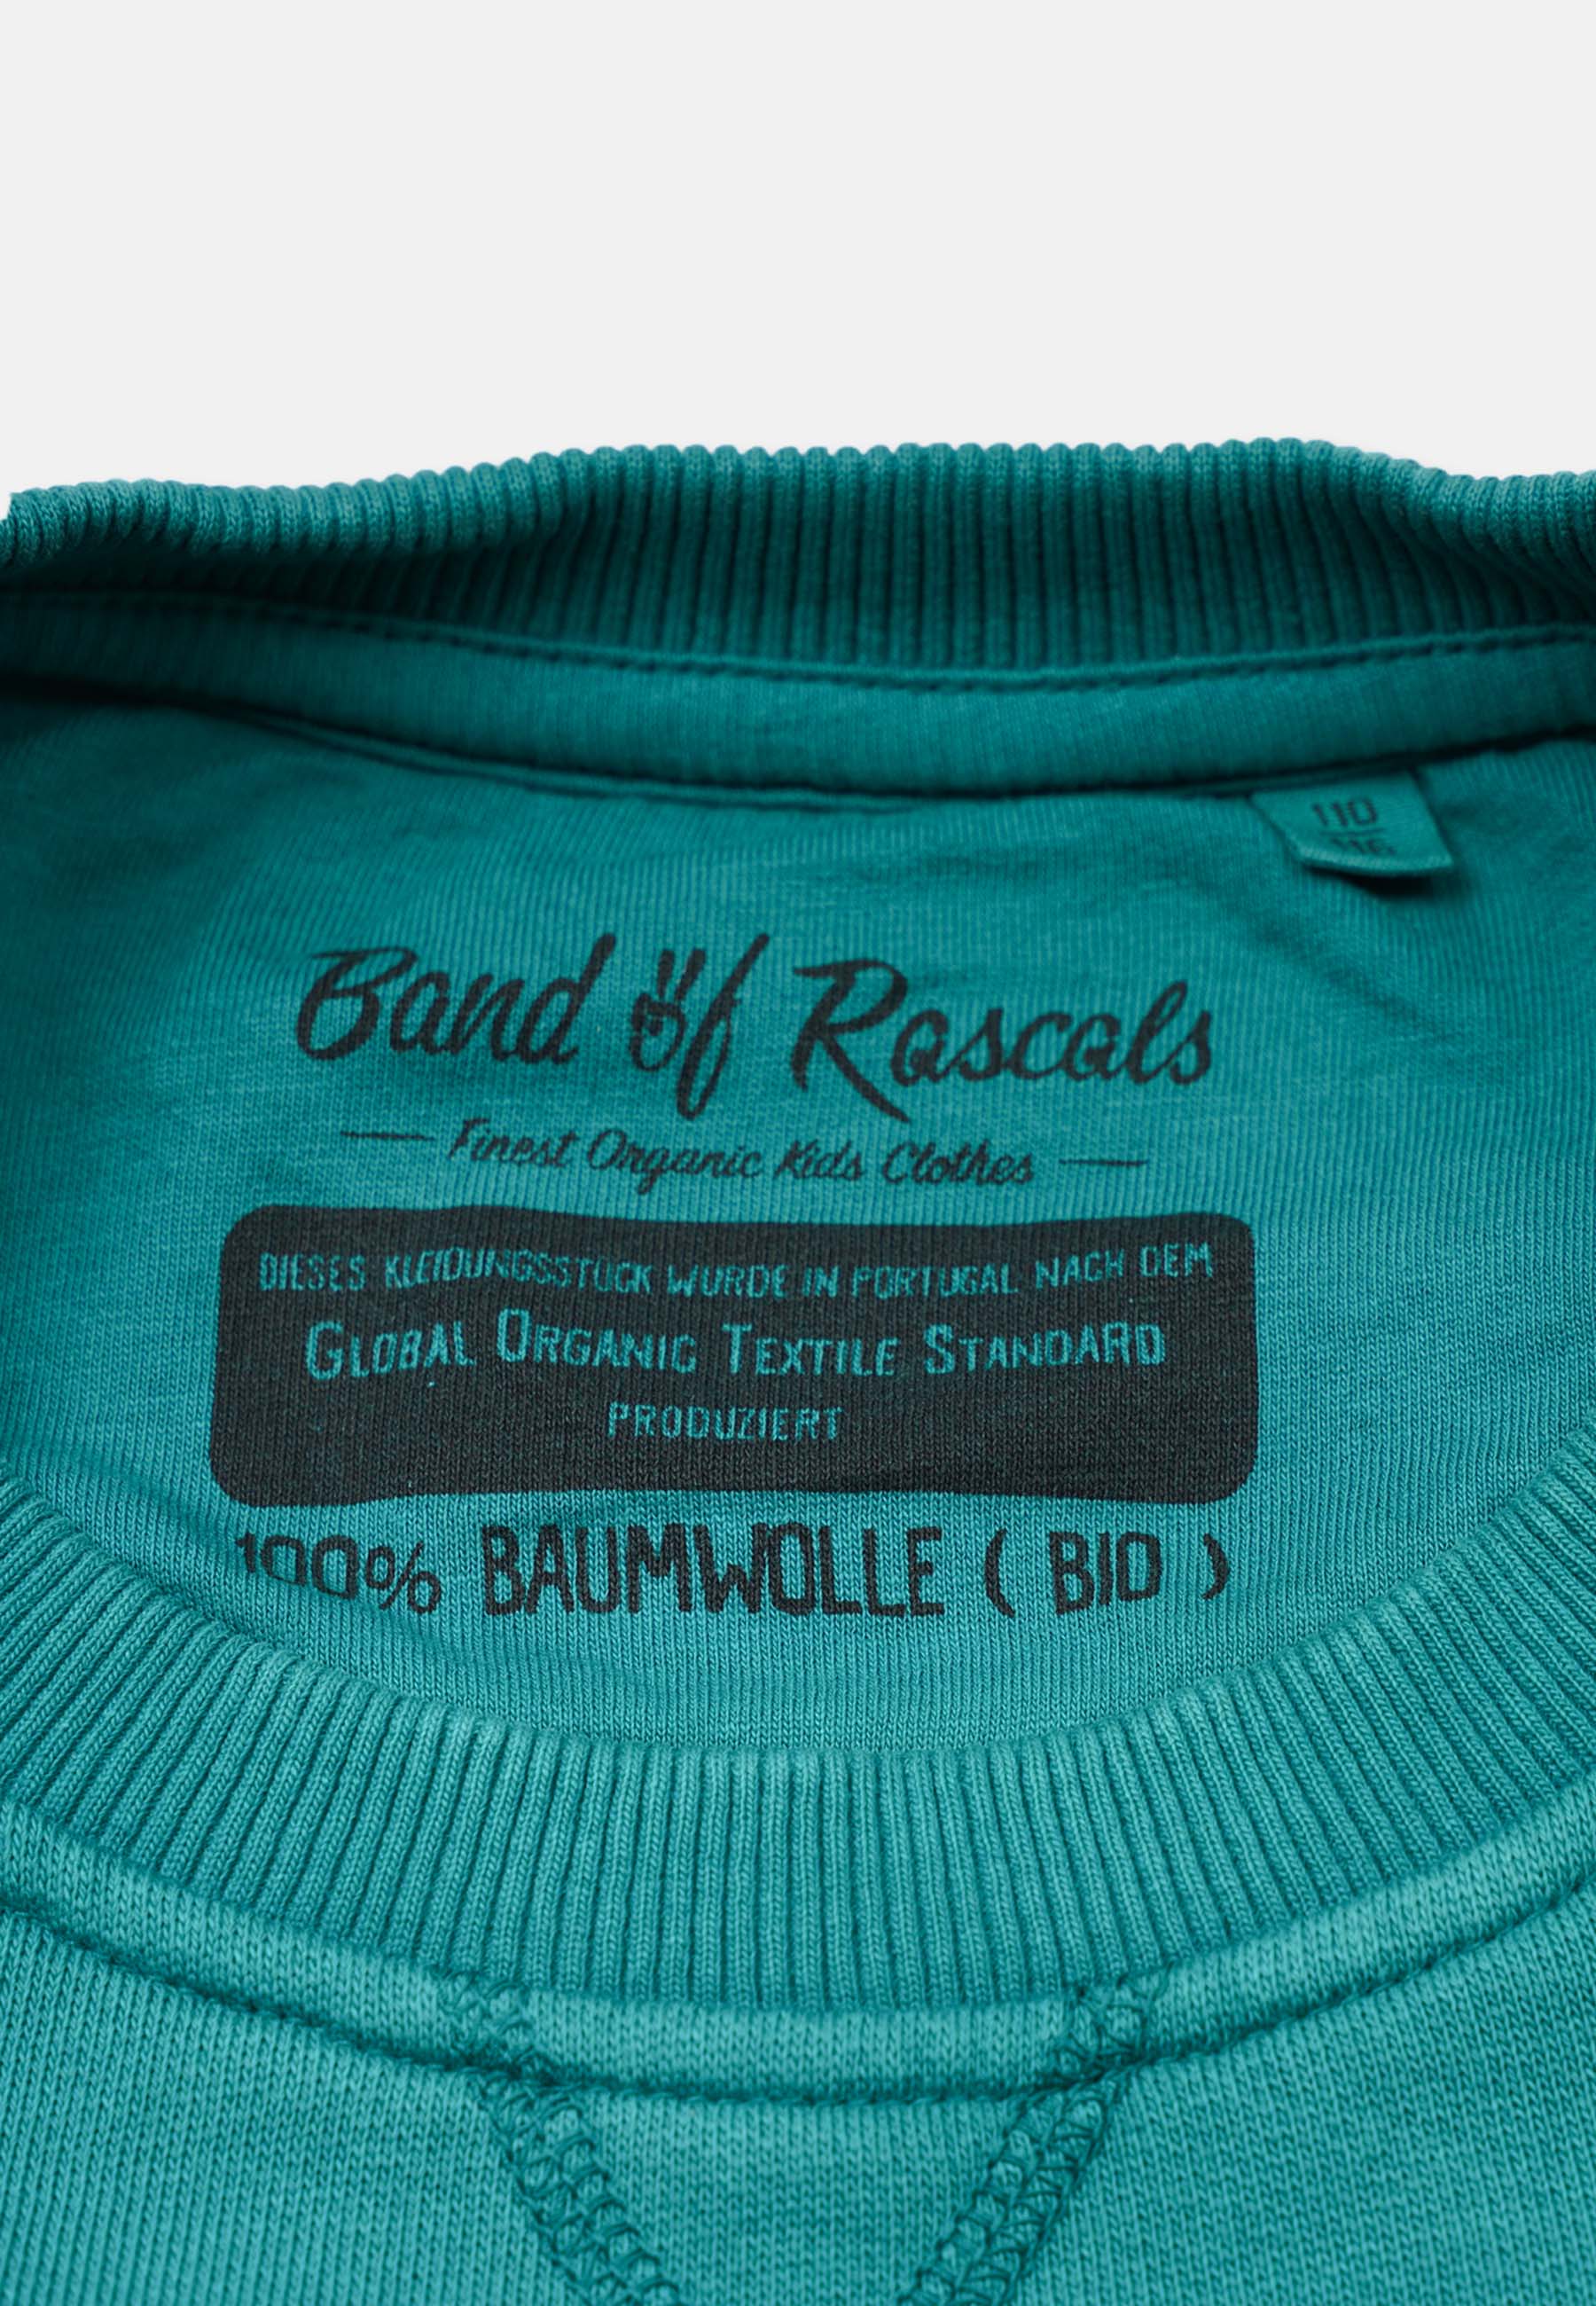 110
116
Band of Rascals
Finest Organic Kids Clothes
DIESES KLEIDUNGSSTÜCK WURDE IN PORTUGAL NACH DEM
GLOBAL ORGANIC TEXTILE STANDARD
PRODUZIERT
100% BAUMWOLLE ( BIO )